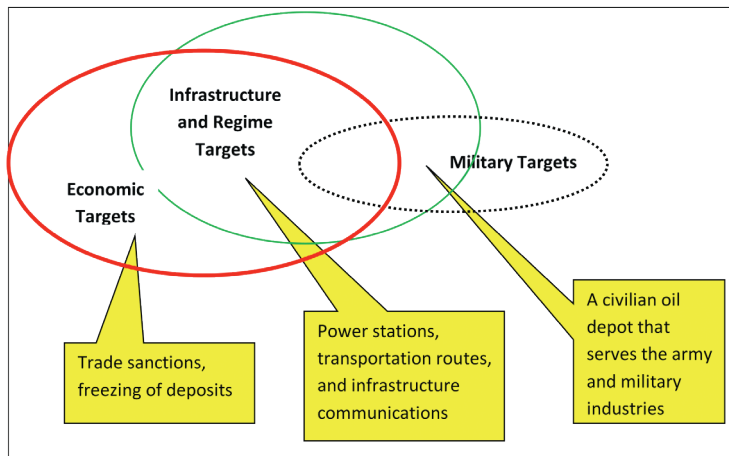 Infrastructure
and Regime
Targets
Military Targets
Economic
Targets
Trade sanctions,
freezing of deposits
Power stations,
transportation routes,
and infrastructure
communications
A civilian oil
depot that
serves the army
and military
industries